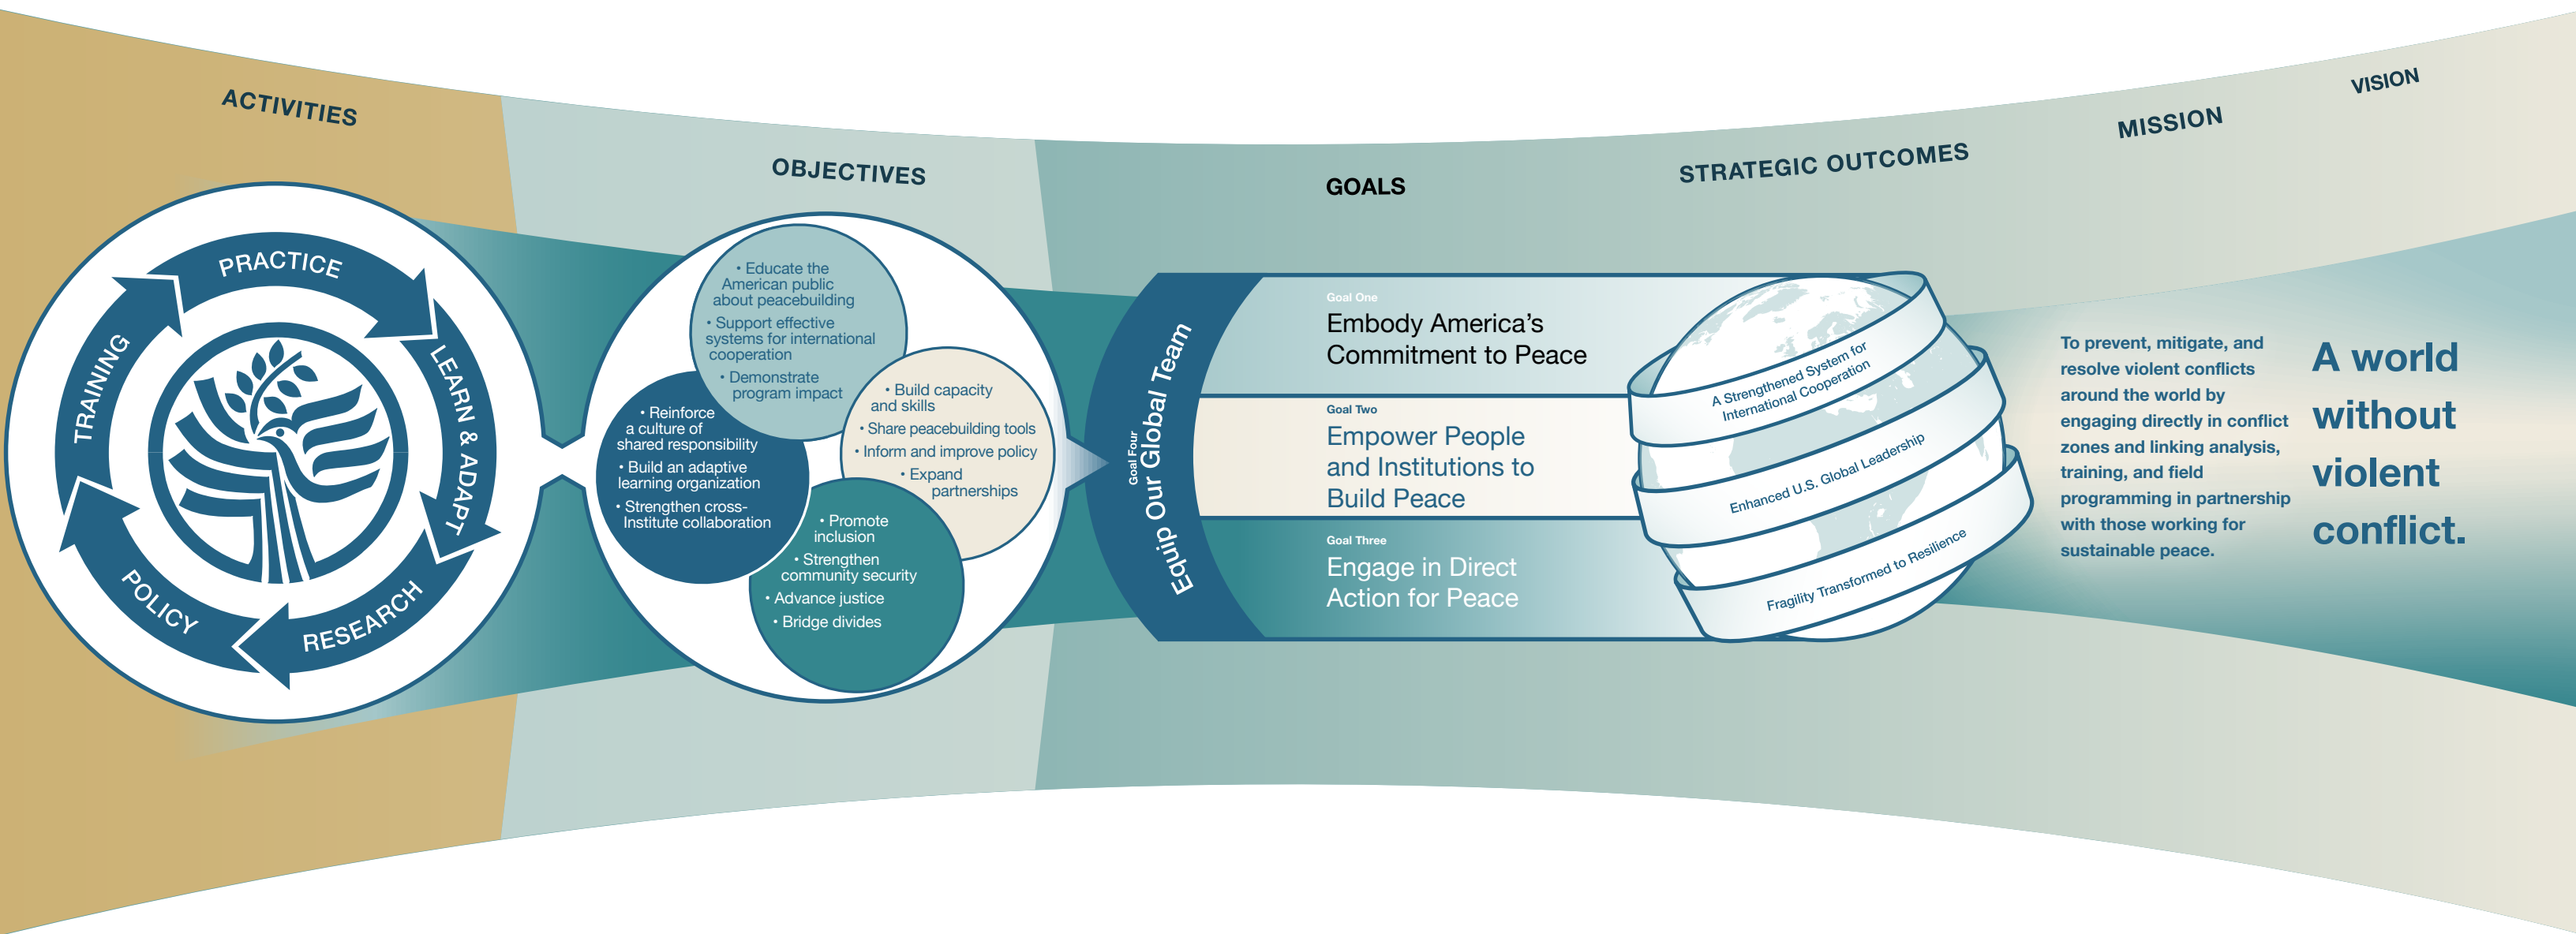 ACTIVITIES
PRACTICE
LEARN & ADAPT
RESEARCH
POLICY
TRAINING
OBJECTIVES
• Educate the
American public
about peacebuilding
• Support effective
systems for international
cooperation
• Demonstrate
program impact
• Build capacity
and skills
• Share peacebuilding tools
• Inform and improve policy
• Expand
partnerships
• Reinforce
a culture of
shared responsibility
• Build an adaptive
learning organization
• Strengthen cross-
Institute collaboration
• Promote
inclusion
• Strengthen
community security
• Advance justice
• Bridge divides
GOALS
Goal Four
Equip Our Global Team
Goal One
Embody America’s
Commitment to Peace
Goal Two
Empower People
and Institutions to
Build Peace
Goal Three
Engage in Direct
Action for Peace
STRATEGIC OUTCOMES
A Strengthened System for
International Cooperation
Enhanced U.S. Global Leadership
Fragility Transformed to Resilience
MISSION
To prevent, mitigate, and
resolve violent conflicts
around the world by
engaging directly in conflict
zones and linking analysis,
training, and field
programming in partnership
with those working for
sustainable peace.
VISION
A world
without
violent
conflict.